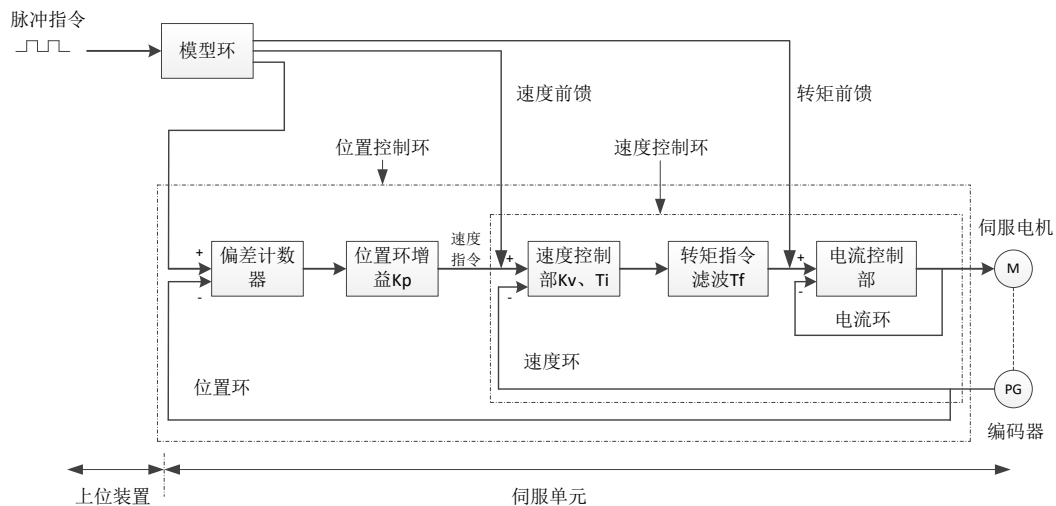 脉冲指令
模型环
速度前馈
转矩前馈
位置控制环
速度控制环
伺服电机
+
偏差计数
器
-
位置环增
益Kp
速度
指令
+
速度控制
部Kv、Ti
-
转矩指令
滤波Tf
+
电流控制
部
-
M
电流环
速度环
位置环
PG
编码器
上位装置
伺服单元